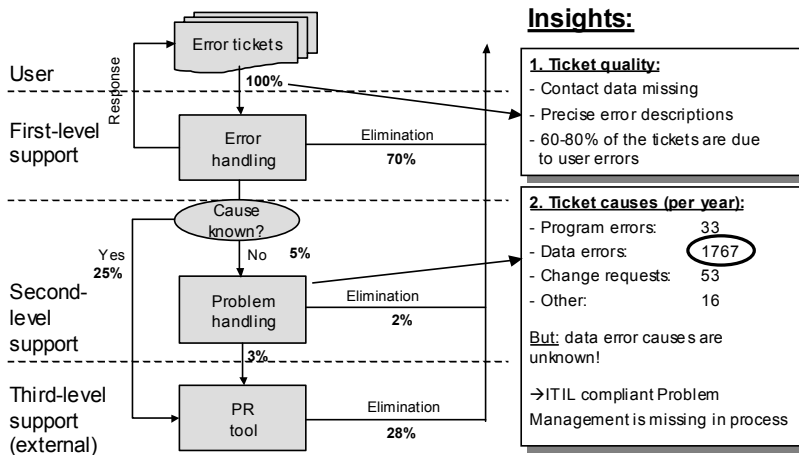 Insights:
Error tickets
User
100%
Response
First-level
support
Error
handling
Elimination
70%
Cause
known?
Yes
25%
No
5%
Second-
level
support
Problem
handling
Elimination
2%
3%
Third-level
support
(external)
PR
tool
Elimination
28%
1. Ticket quality:
- Contact data missing
- Precise error descriptions
- 60-80% of the tickets are due
to user errors
2. Ticket causes (per year):
- Program errors: 33
- Data errors: 1767
- Change requests: 53
- Other: 16
But: data error causes are
unknown!
→ITIL compliant Problem
Management is missing in process